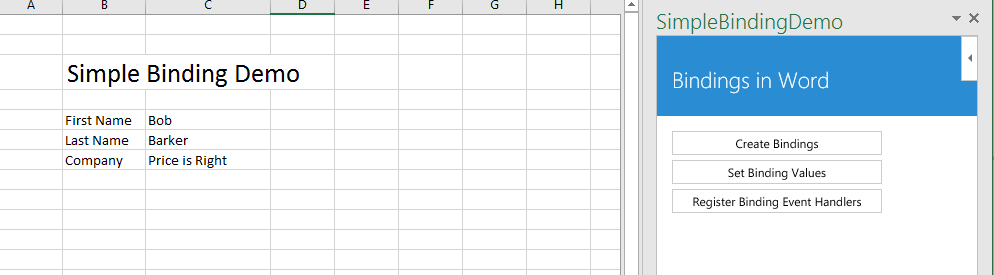 A B C D E F G H
Simple Binding Demo
First Name Bob
Last Name Barker
Company Price is Right
SimpleBindingDemo
Bindings in Word
Create Bindings
Set Binding Values
Register Binding Event Handlers